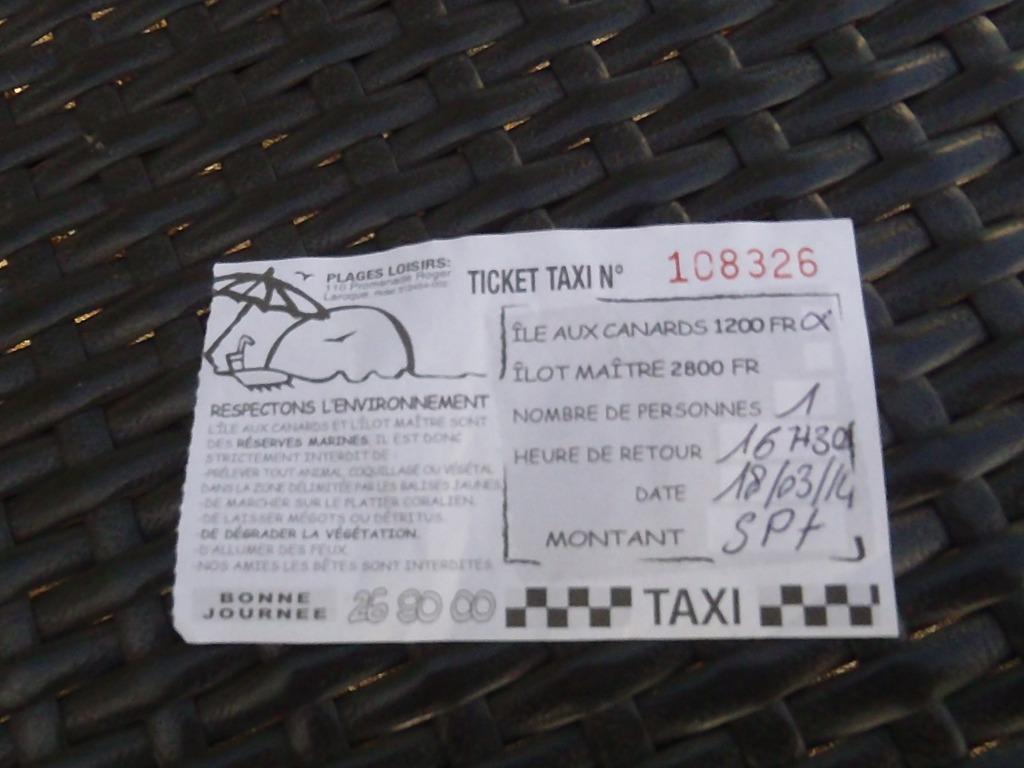 PLAGES LOISIRS:
110 Promenade Roger
Laroque
TICKET TAXI N° 108326
ÎLE AUX CANARDS 1200 FR
ÎLOT MAÎTRE 2800 FR
NOMBRE DE PERSONNES 1
HEURE DE RETOUR 16H30
DATE 18/03/14
MONTANT
RESPECTONS L'ENVIRONNEMENT
L'ÎLE AUX CANARDS ET L'ÎLOT MAÎTRE SONT
DES RÉSERVES MARINES. IL EST DONC
STRICTEMENT INTERDIT DE :
-PRÉLEVER TOUT ANIMAL, COQUILLAGE OU VÉGÉTAL
DANS LA ZONE DÉLIMITÉE PAR LES BALISES JAUNES.
-DE MARCHER SUR LE PLATIER CORALIEN.
-DE LAISSER MÉGOTS OU DÉTRITUS.
DE DÉGRADER LA VÉGÉTATION.
-D'ALLUMER DES FEUX.
-NOS AMIES LES BÊTES SONT INTERDITES.
BONNE
JOURNEE
26 90 00
TAXI